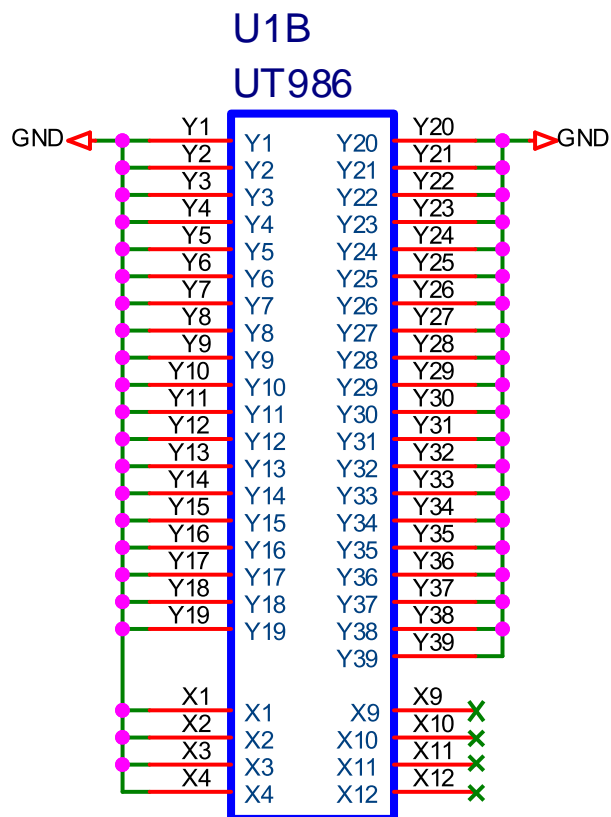 U1B
UT986
GND Y1 Y1 Y20 Y20 GND
Y2 Y2 Y21 Y21
Y3 Y3 Y22 Y22
Y4 Y4 Y23 Y23
Y5 Y5 Y24 Y24
Y6 Y6 Y25 Y25
Y7 Y7 Y26 Y26
Y8 Y8 Y27 Y27
Y9 Y9 Y28 Y28
Y10 Y10 Y29 Y29
Y11 Y11 Y30 Y30
Y12 Y12 Y31 Y31
Y13 Y13 Y32 Y32
Y14 Y14 Y33 Y33
Y15 Y15 Y34 Y34
Y16 Y16 Y35 Y35
Y17 Y17 Y36 Y36
Y18 Y18 Y37 Y37
Y19 Y19 Y38 Y38
Y39 Y39
X1 X1 X9 X9
X2 X2 X10 X10
X3 X3 X11 X11
X4 X4 X12 X12